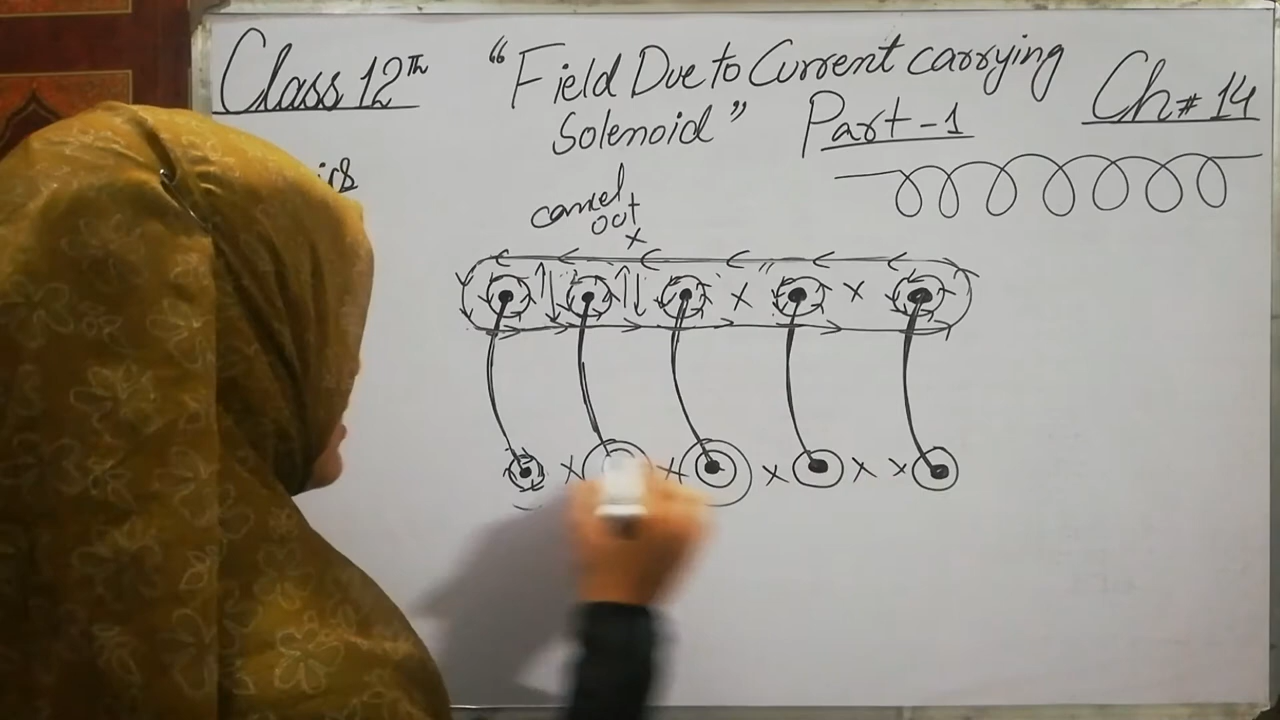 Class 12th
"Field Due to Current carrying
Solenoid"
Part-1
Ch# 14
cancel
out